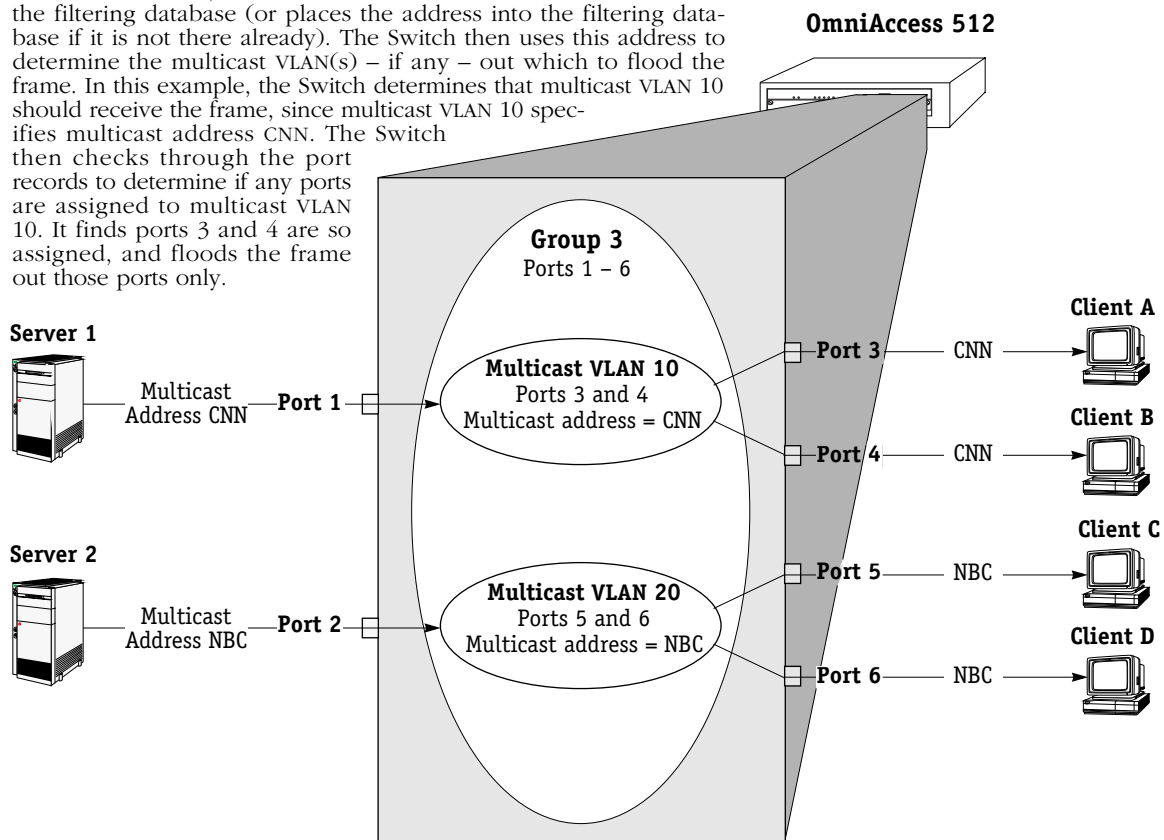 the filtering database (or places the address into the filtering data-
base if it is not there already). The Switch then uses this address to
determine the multicast VLAN(s) – if any – out which to flood the
frame. In this example, the Switch determines that multicast VLAN 10
should receive the frame, since multicast VLAN 10 spec-
ifies multicast address CNN. The Switch
then checks through the port
records to determine if any ports
are assigned to multicast VLAN
10. It finds ports 3 and 4 are so
assigned, and floods the frame
out those ports only.
OmniAccess 512
Group 3
Ports 1 – 6
Server 1
Multicast
Address CNN
Port 1
Multicast VLAN 10
Ports 3 and 4
Multicast address = CNN
Port 3
CNN
Client A
Port 4
CNN
Client B
Server 2
Multicast
Address NBC
Port 2
Multicast VLAN 20
Ports 5 and 6
Multicast address = NBC
Port 5
NBC
Client C
Port 6
NBC
Client D